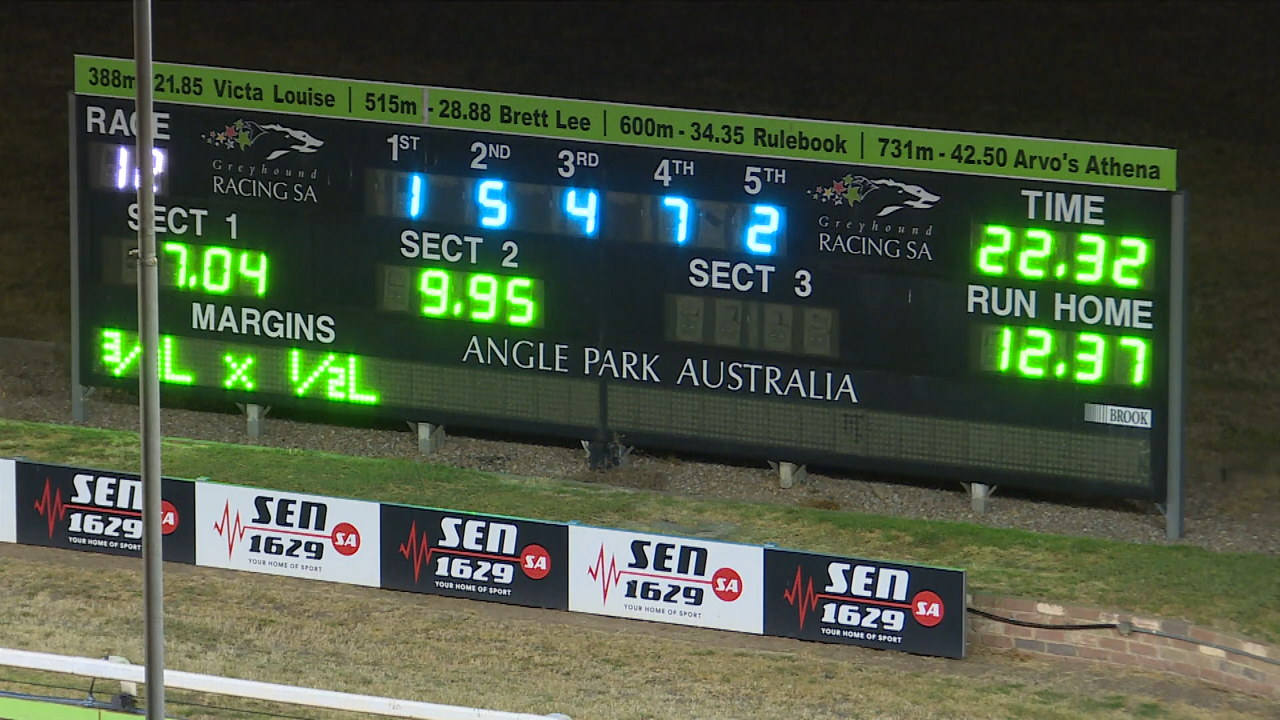 388m - 21.85 Victa Louise | 515m - 28.88 Brett Lee | 600m - 34.35 Rulebook | 731m - 42.50 Arvo's Athena
RACE
Greyhound
RACING SA
1ST 2ND 3RD 4TH 5TH
1 5 4 7 2
Greyhound
RACING SA
TIME
22.32
SECT 1
7.04
SECT 2
9.95
SECT 3
RUN HOME
12.37
MARGINS
x 1/2L
ANGLE PARK AUSTRALIA
BROOK
SEN
1629
YOUR HOME OF SPORT
SEN
1629 SA
YOUR HOME OF SPORT
SEN
1629 SA
YOUR HOME OF SPORT
SEN
1629 SA
YOUR HOME OF SPORT
SEN
1629 SA
YOUR HOME OF SPORT